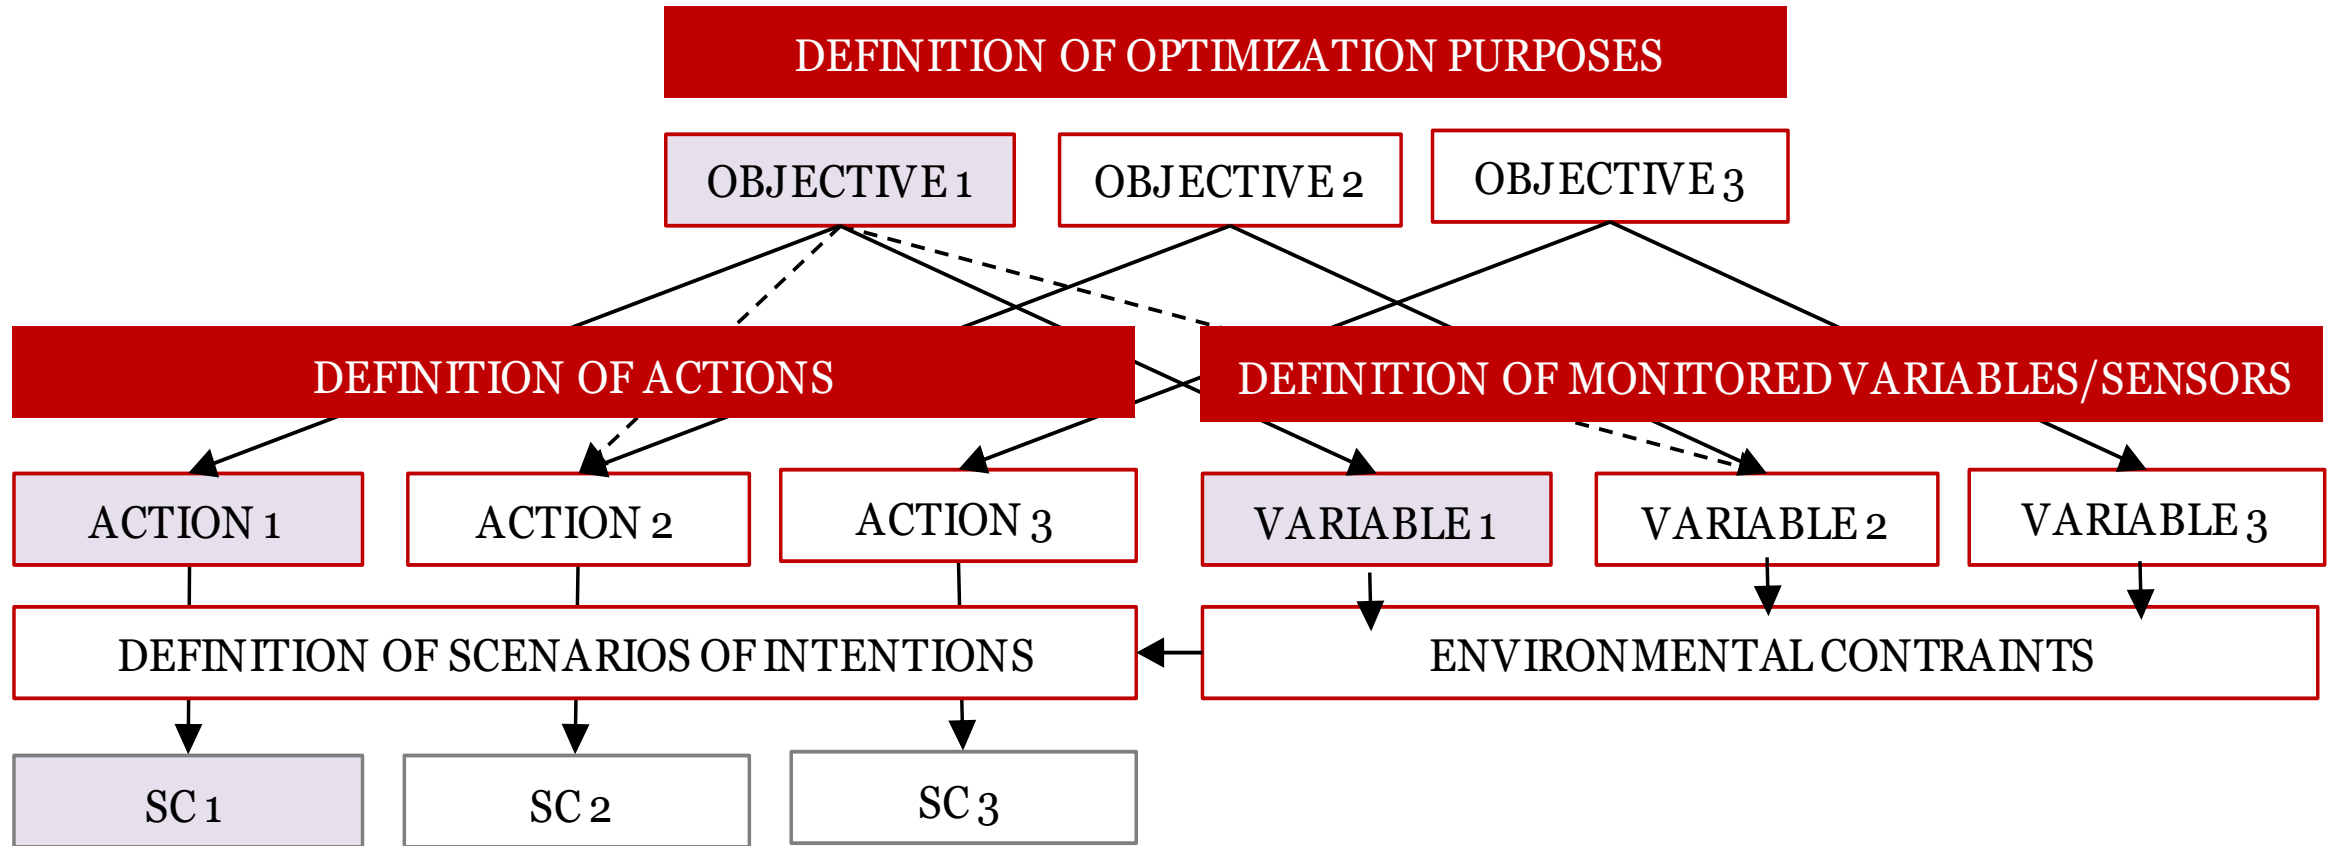 DEFINITION OF OPTIMIZATION PURPOSES
OBJECTIVE 1
OBJECTIVE 2
OBJECTIVE 3
DEFINITION OF ACTIONS
DEFINITION OF MONITORED VARIABLES/SENSORS
ACTION 1
ACTION 2
ACTION 3
VARIABLE 1
VARIABLE 2
VARIABLE 3
DEFINITION OF SCENARIOS OF INTENTIONS
ENVIRONMENTAL CONTRAINTS
SC 1
SC 2
SC 3